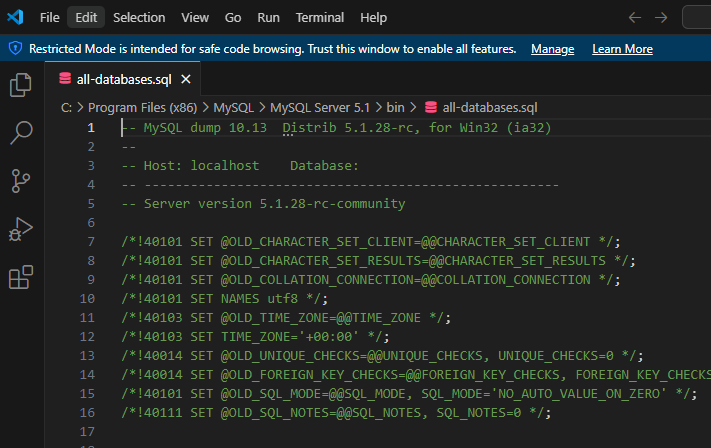 File Edit Selection View Go Run Terminal Help
Restricted Mode is intended for safe code browsing. Trust this window to enable all features. Manage Learn More
all-databases.sql
C: > Program Files (x86) > MySQL > MySQL Server 5.1 > bin > all-databases.sql
1 -- MySQL dump 10.13  Distrib 5.1.28-rc, for Win32 (ia32)
2 --
3 -- Host: localhost    Database:
4 -- ------------------------------------------------------
5 -- Server version 5.1.28-rc-community
6
7 /*!40101 SET @OLD_CHARACTER_SET_CLIENT=@@CHARACTER_SET_CLIENT */;
8 /*!40101 SET @OLD_CHARACTER_SET_RESULTS=@@CHARACTER_SET_RESULTS */;
9 /*!40101 SET @OLD_COLLATION_CONNECTION=@@COLLATION_CONNECTION */;
10 /*!40101 SET NAMES utf8 */;
11 /*!40103 SET @OLD_TIME_ZONE=@@TIME_ZONE */;
12 /*!40103 SET TIME_ZONE='+00:00' */;
13 /*!40014 SET @OLD_UNIQUE_CHECKS=@@UNIQUE_CHECKS, UNIQUE_CHECKS=0 */;
14 /*!40014 SET @OLD_FOREIGN_KEY_CHECKS=@@FOREIGN_KEY_CHECKS, FOREIGN_KEY_CHECKS
15 /*!40101 SET @OLD_SQL_MODE=@@SQL_MODE, SQL_MODE='NO_AUTO_VALUE_ON_ZERO' */;
16 /*!40111 SET @OLD_SQL_NOTES=@@SQL_NOTES, SQL_NOTES=0 */;
17